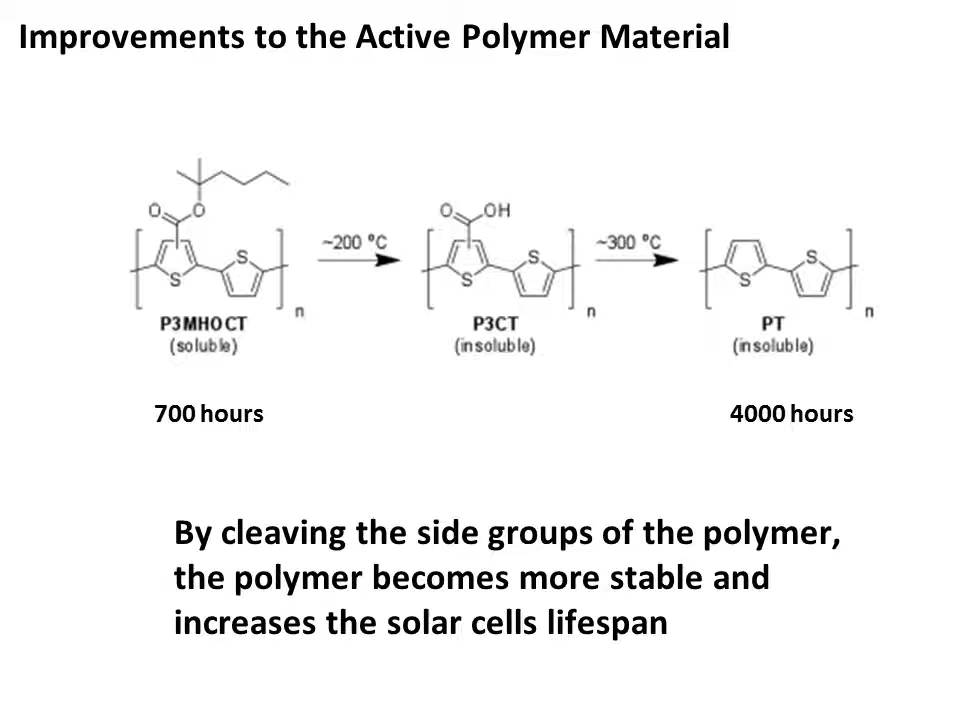 Improvements to the Active Polymer Material
O O
O OH
~200 ºC
~300 ºC
S S
S S
S S
n
n
n
P3MHOCT
(soluble)
P3CT
(insoluble)
PT
(insoluble)
700 hours
4000 hours
By cleaving the side groups of the polymer,
the polymer becomes more stable and
increases the solar cells lifespan